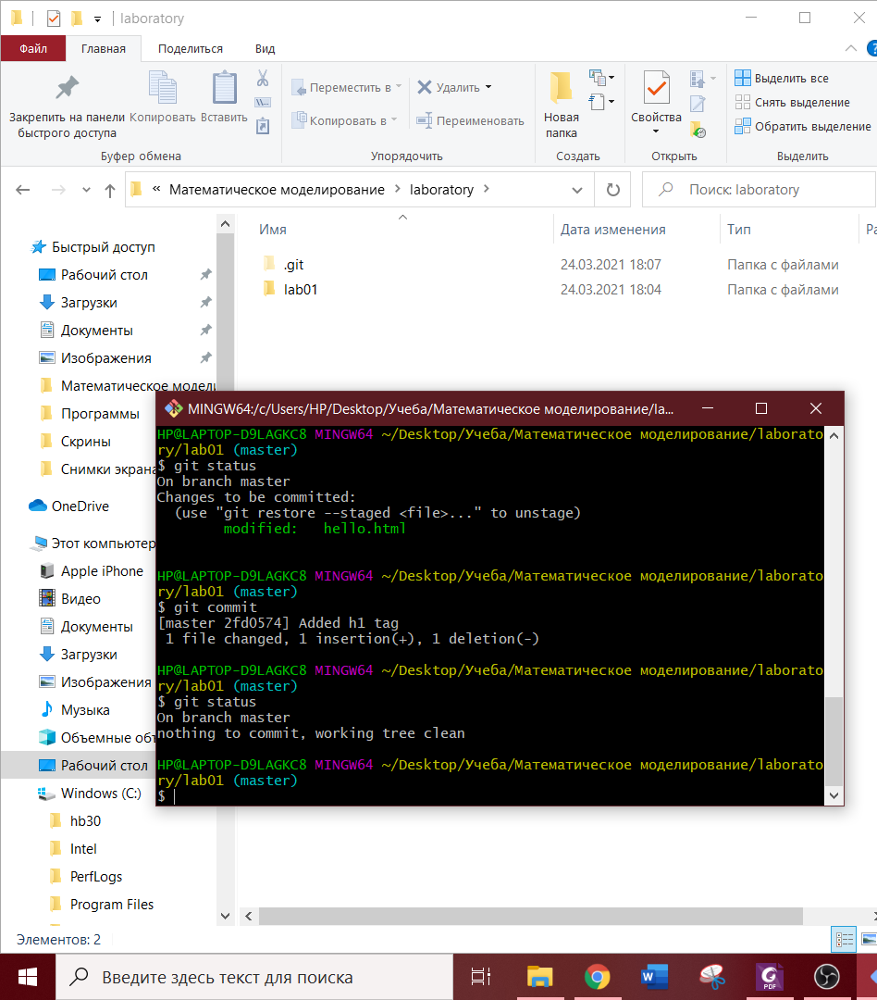 laboratory
Файл Главная Поделиться Вид
Закрепить на панели быстрого доступа
Копировать
Вставить
Переместить в
Копировать в
Удалить
Переименовать
Новая папка
Свойства
Выделить все
Снять выделение
Обратить выделение
Буфер обмена Упорядочить Создать Открыть Выделить
« Математическое моделирование > laboratory >
Поиск: laboratory
Имя Дата изменения Тип Ра
.git 24.03.2021 18:07 Папка с файлами
lab01 24.03.2021 18:04 Папка с файлами
Быстрый доступ
Рабочий стол
Загрузки
Документы
Изображения
Математическое модели
Программы
Скрины
Снимки экрана
OneDrive
Этот компьютер
Apple iPhone
Видео
Документы
Загрузки
Изображения
Музыка
Объемные объ
Рабочий стол
Windows (C:)
hb30
Intel
PerfLogs
Program Files
MINGW64:/c/Users/HP/Desktop/Учеба/Математическое моделирование/la...
HP@LAPTOP-D9LAGKC8 MINGW64 ~/Desktop/Учеба/Математическое моделирование/laborato
ry/lab01 (master)
$ git status
On branch master
Changes to be committed:
(use "git restore --staged <file>..." to unstage)
modified: hello.html
HP@LAPTOP-D9LAGKC8 MINGW64 ~/Desktop/Учеба/Математическое моделирование/laborato
ry/lab01 (master)
$ git commit
[master 2fd0574] Added h1 tag
1 file changed, 1 insertion(+), 1 deletion(-)
HP@LAPTOP-D9LAGKC8 MINGW64 ~/Desktop/Учеба/Математическое моделирование/laborato
ry/lab01 (master)
$ git status
On branch master
nothing to commit, working tree clean
HP@LAPTOP-D9LAGKC8 MINGW64 ~/Desktop/Учеба/Математическое моделирование/laborato
ry/lab01 (master)
$
Элементов: 2
Введите здесь текст для поиска
PDF